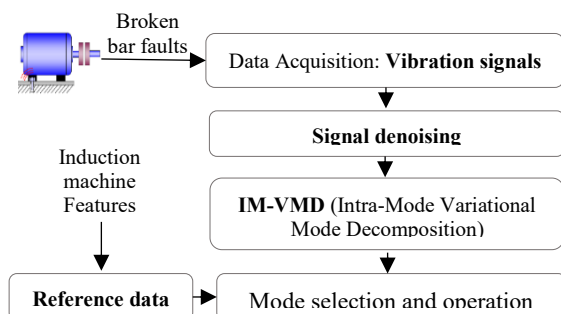 Broken
bar faults
Data Acquisition: Vibration signals
Signal denoising
Induction
machine
Features
IM-VMD (Intra-Mode Variational
Mode Decomposition)
Reference data
Mode selection and operation